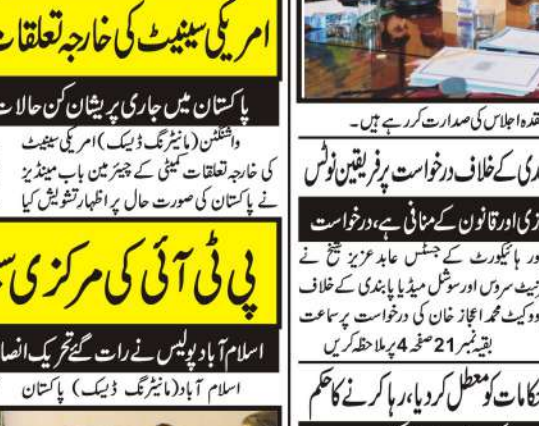 نقدہ اجلاس کی صدارت کررہے ہیں۔
دی کے خلاف درخواست پر فریقین نوٹس
زی اور قانون کے منافی ہے، درخواست
ور ہائیکورٹ کے جسٹس عابد عزیز شیخ نے
نیٹ سروس اور سوشل میڈیا پابندی کے خلاف
ووکیٹ محمد اعجاز خان کی درخواست پر سماعت
بقیہ نمبر 21 صفحہ 4 پر ملاحظہ کریں
کامات کو معطل کردیا، رہا کرنے کا حکم
امریکی سینیٹ کی خارجہ تعلقات
پاکستان میں جاری پریشان کن حالات
واشنگٹن (مانیٹرنگ ڈیسک) امریکی سینیٹ
کی خارجہ تعلقات کمیٹی کے چیئرمین باب مینڈیز
نے پاکستان کی صورت حال پر اظہار تشویش کیا
پی ٹی آئی کی مرکزی
اسلام آباد پولیس نے رات گئے تحریک انصا
اسلام آباد (مانیٹرنگ ڈیسک) پاکستان